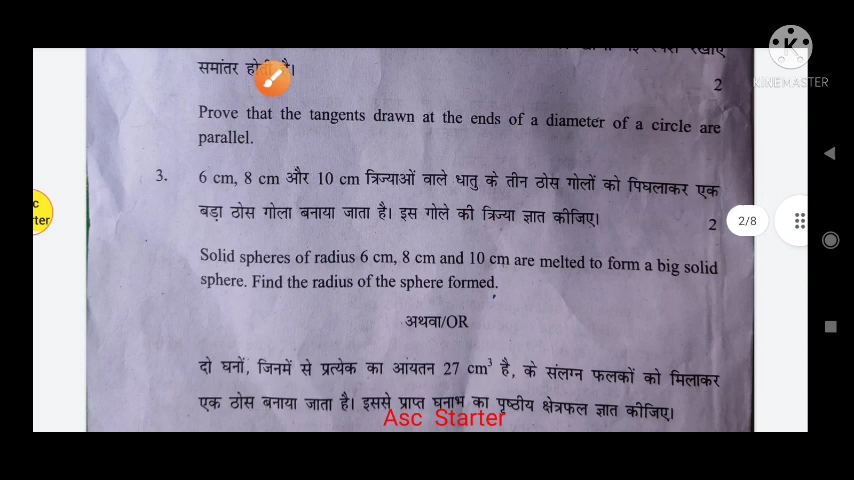 समांतर
2
KINEMASTER
Prove that the tangents drawn at the ends of a diameter of a circle are
parallel.
3. 6 cm, 8 cm और 10 cm त्रिज्याओं वाले धातु के तीन ठोस गोलों को पिघलाकर एक
बड़ा ठोस गोला बनाया जाता है। इस गोले की त्रिज्या ज्ञात कीजिए।
2
2/8
Solid spheres of radius 6 cm, 8 cm and 10 cm are melted to form a big solid
sphere. Find the radius of the sphere formed.
अथवा/OR
दो घनों, जिनमें से प्रत्येक का आयतन 27 cm³ है, के संलग्न फलकों को मिलाकर
एक ठोस बनाया जाता है। इससे प्राप्त घनाभ का पृष्ठीय क्षेत्रफल ज्ञात कीजिए।
Asc Starter